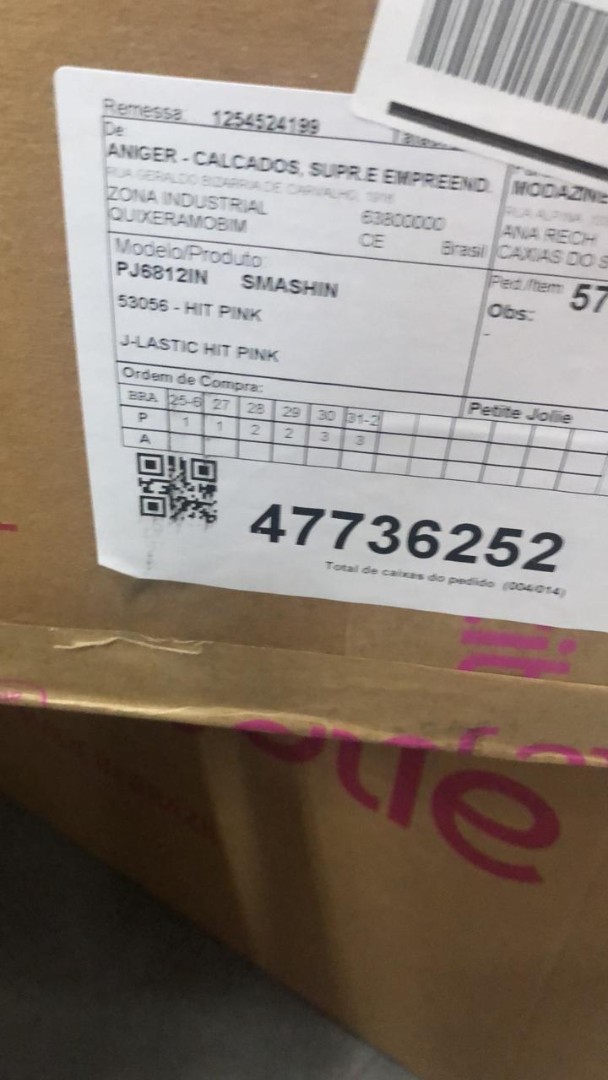 Remessa: 1254524199
De:
ANIGER - CALCADOS, SUPR.E EMPREEND.
RUA GERALDO BIZARRIA DE CARVALHO,
ZONA INDUSTRIAL 63800000
QUIXERAMOBIM CE Brasil
MODAZINE
ANA RECH
CAXIAS DO S
Modelo/Produto
PJ6812IN SMASHIN
53056 - HIT PINK
J-LASTIC HIT PINK
Ped./Item 57
Obs:
-
Ordem de Compra:
Petite Jolie
BRA 25-6 27 28 29 30 31-2
P 1 1 2 2 3 3
A
47736252
Total de caixas do pedido (004/014)
olie